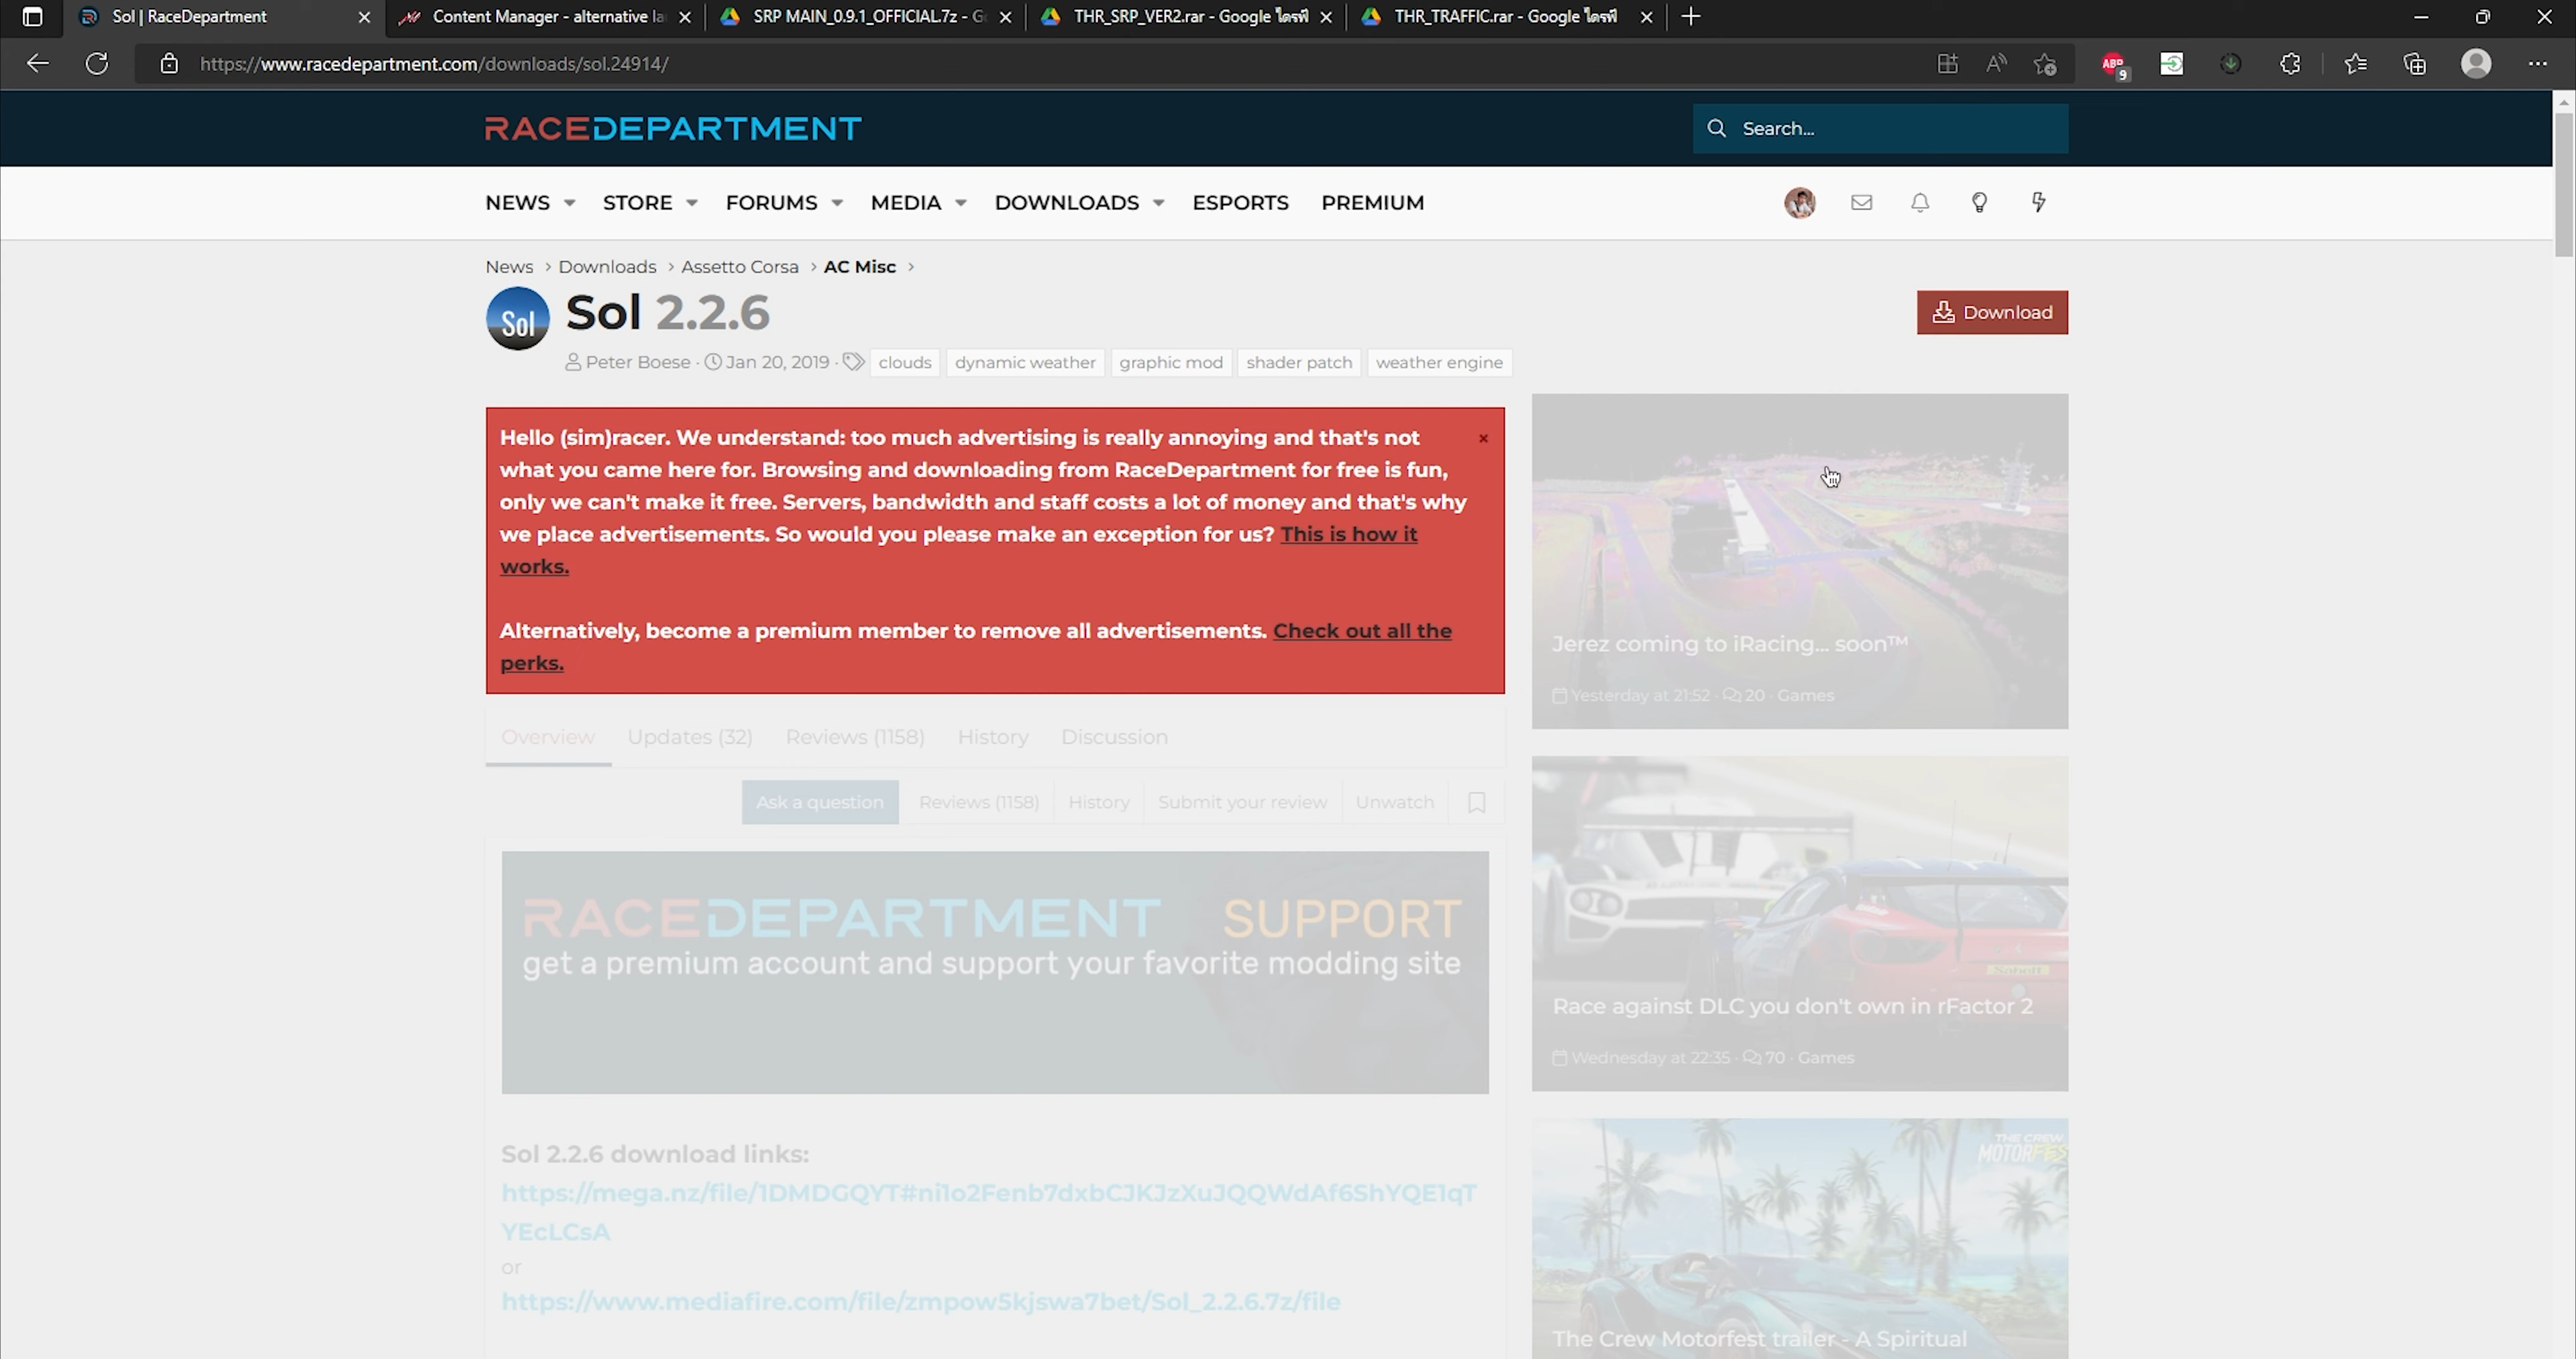 Sol | RaceDepartment
Content Manager - alternative la
SRP MAIN_0.9.1_OFFICIAL.7z - G
THR_SRP_VER2.rar - Google ไดรฟ์
THR_TRAFFIC.rar - Google ไดรฟ์
https://www.racedepartment.com/downloads/sol.24914/
ABP
9
RACEDEPARTMENT
Search...
NEWS STORE FORUMS MEDIA DOWNLOADS ESPORTS PREMIUM
News > Downloads > Assetto Corsa > AC Misc >
Sol
Sol 2.2.6
Download
Peter Boese · Jan 20, 2019 · clouds dynamic weather graphic mod shader patch weather engine
Hello (sim)racer. We understand: too much advertising is really annoying and that's not
what you came here for. Browsing and downloading from RaceDepartment for free is fun,
only we can't make it free. Servers, bandwidth and staff costs a lot of money and that's why
we place advertisements. So would you please make an exception for us? This is how it
works.
Alternatively, become a premium member to remove all advertisements. Check out all the
perks.
Jerez coming to iRacing... soon™
Yesterday at 21:52 · 20 · Games
Overview Updates (32) Reviews (1158) History Discussion
Ask a question Reviews (1158) History Submit your review Unwatch
RACEDEPARTMENT SUPPORT
get a premium account and support your favorite modding site
Sabelt
Race against DLC you don't own in rFactor 2
Wednesday at 22:35 · 70 · Games
Sol 2.2.6 download links:
https://mega.nz/file/1DMDGQYT#ni1o2Fenb7dxbCJKJzXuJQQWdAf6ShYQE1qT
YEcLCsA
or
https://www.mediafire.com/file/zmpow5kjswa7bet/Sol_2.2.6.7z/file
THE CREW
MOTORFES
The Crew Motorfest trailer - A Spiritual